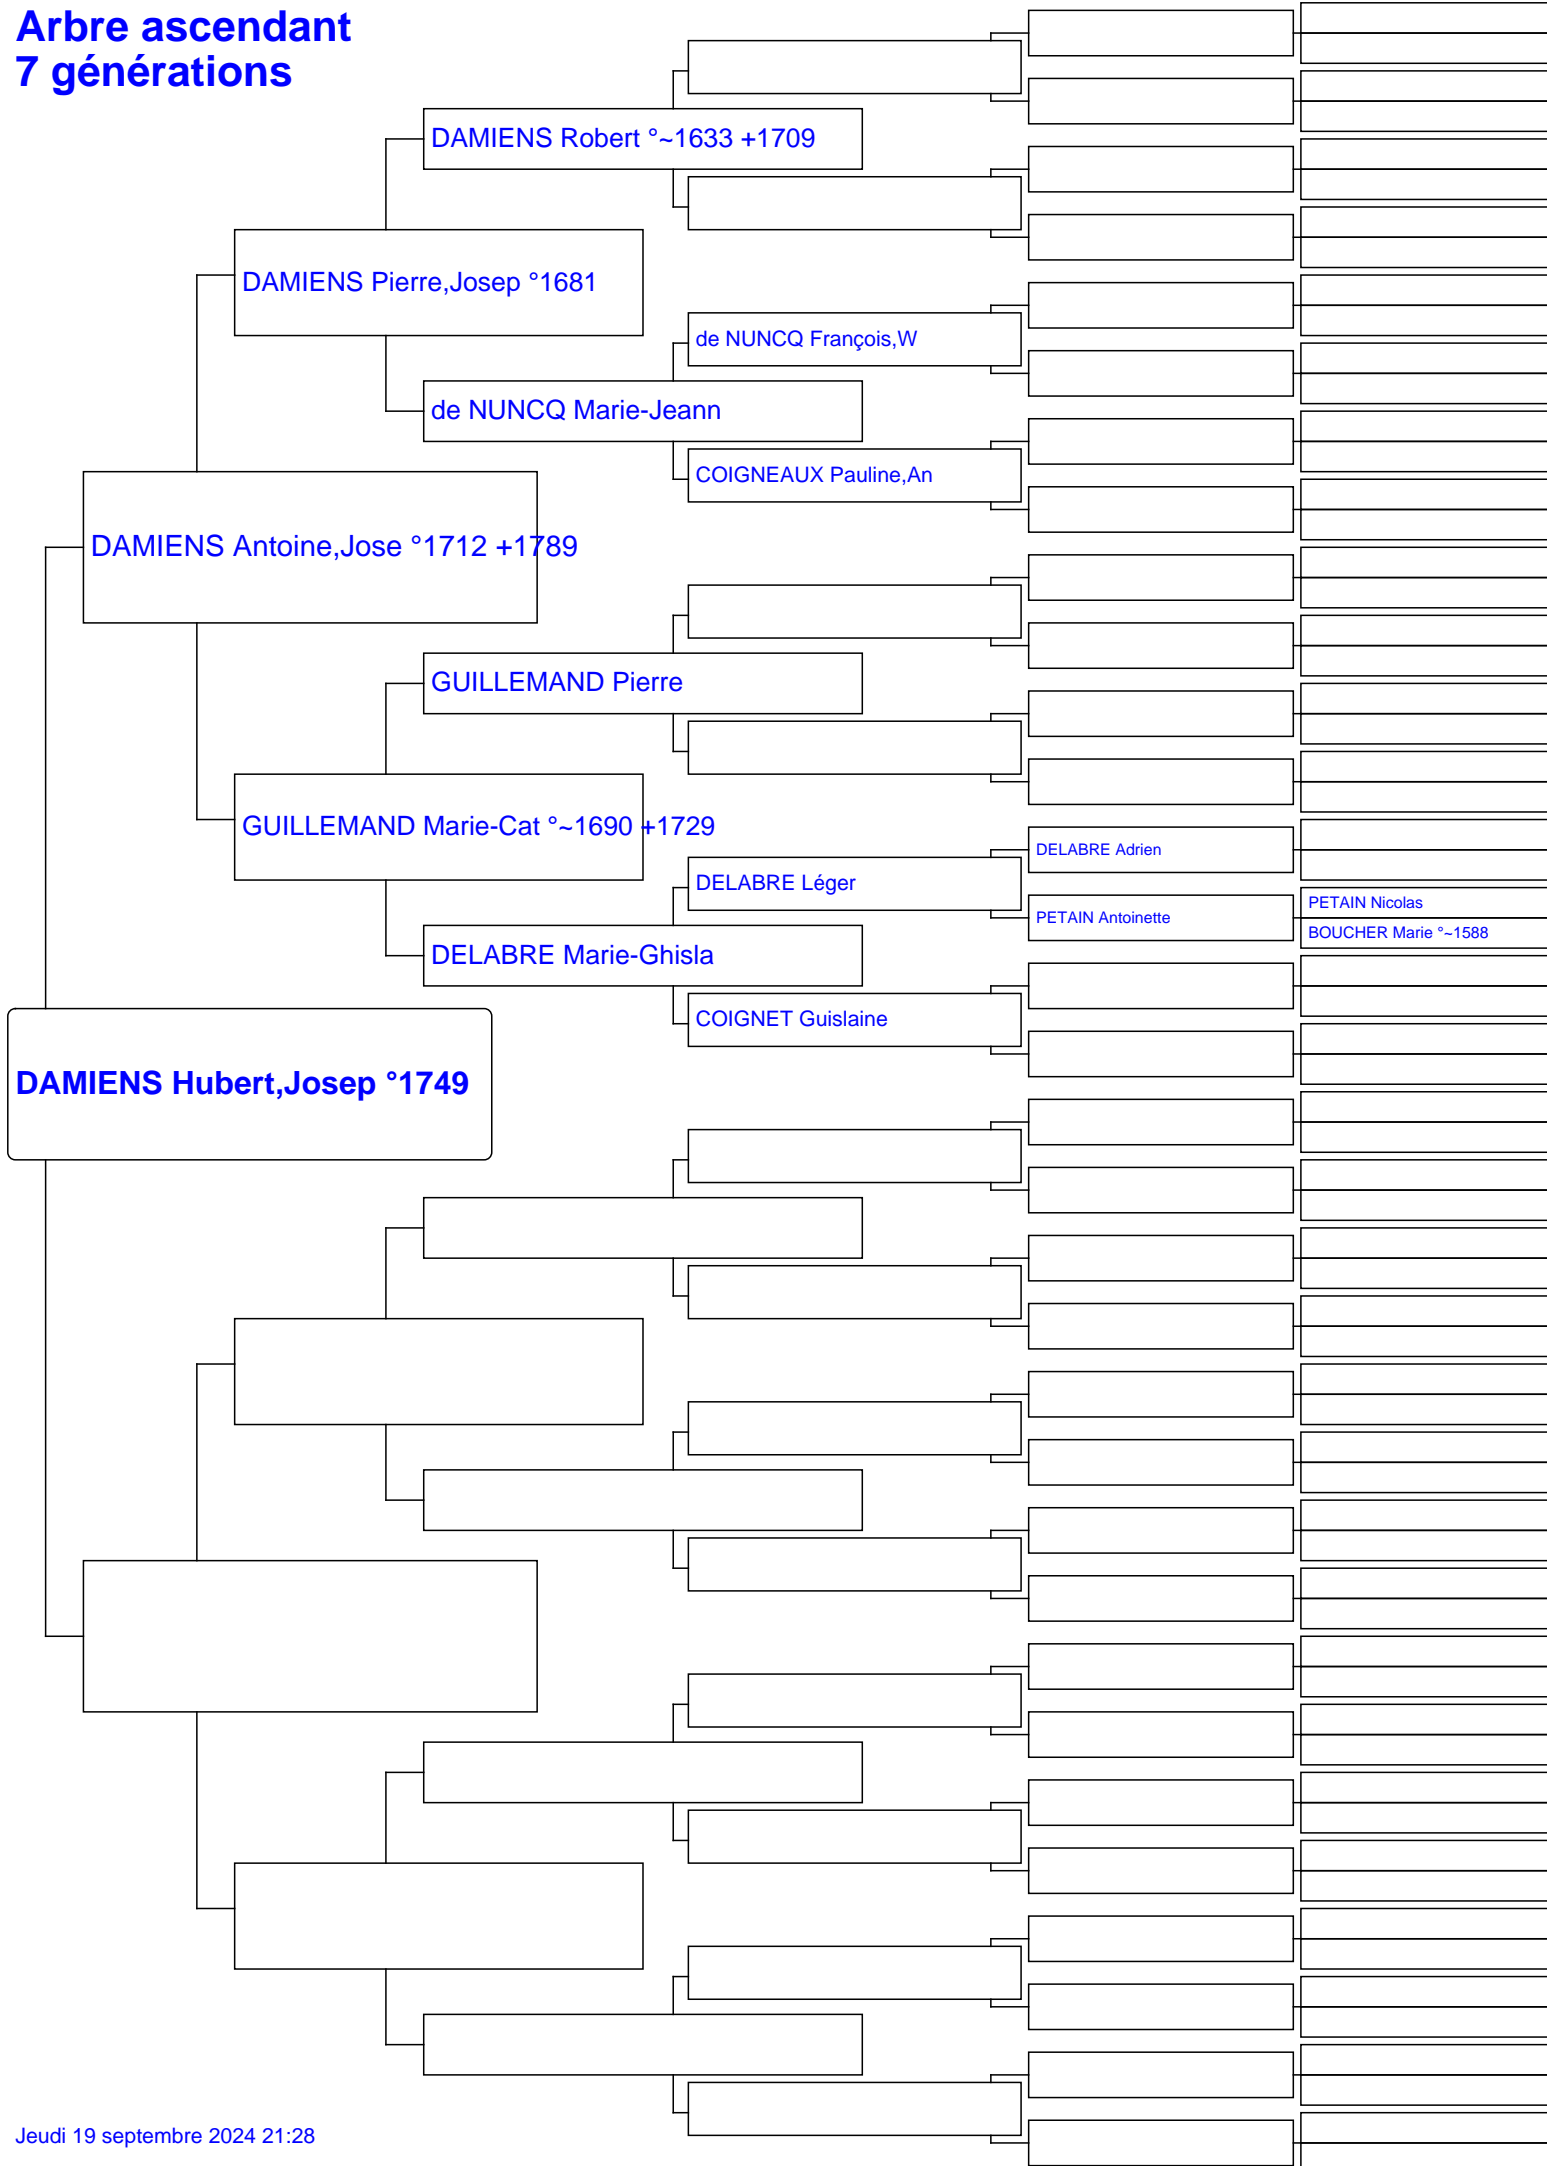 Arbre ascendant
7 générations
DAMIENS Robert °~1633 +1709
DAMIENS Pierre,Josep °1681
de NUNCQ François,W
de NUNCQ Marie-Jeann
COIGNEAUX Pauline,An
DAMIENS Antoine,Jose °1712 +1789
GUILLEMAND Pierre
GUILLEMAND Marie-Cat °~1690 +1729
DELABRE Adrien
DELABRE Léger
PETAIN Nicolas
PETAIN Antoinette
BOUCHER Marie °~1588
DELABRE Marie-Ghisla
COIGNET Guislaine
DAMIENS Hubert,Josep °1749
Jeudi 19 septembre 2024 21:28